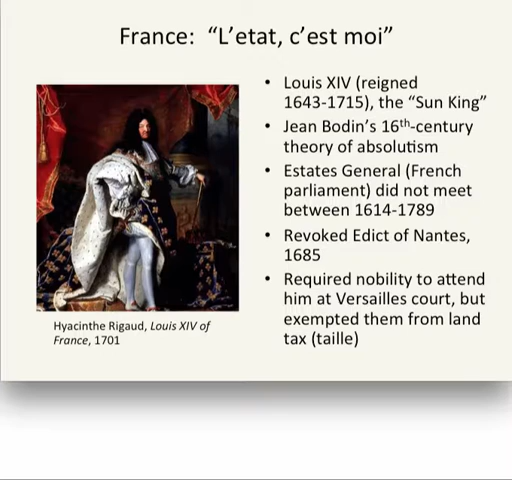 France:  “L’etat, c’est moi”
• Louis XIV (reigned
1643-1715), the “Sun King”
• Jean Bodin’s 16th-century
theory of absolutism
• Estates General (French
parliament) did not meet
between 1614-1789
• Revoked Edict of Nantes,
1685
• Required nobility to attend
him at Versailles court, but
exempted them from land
tax (taille)
Hyacinthe Rigaud, Louis XIV of
France, 1701